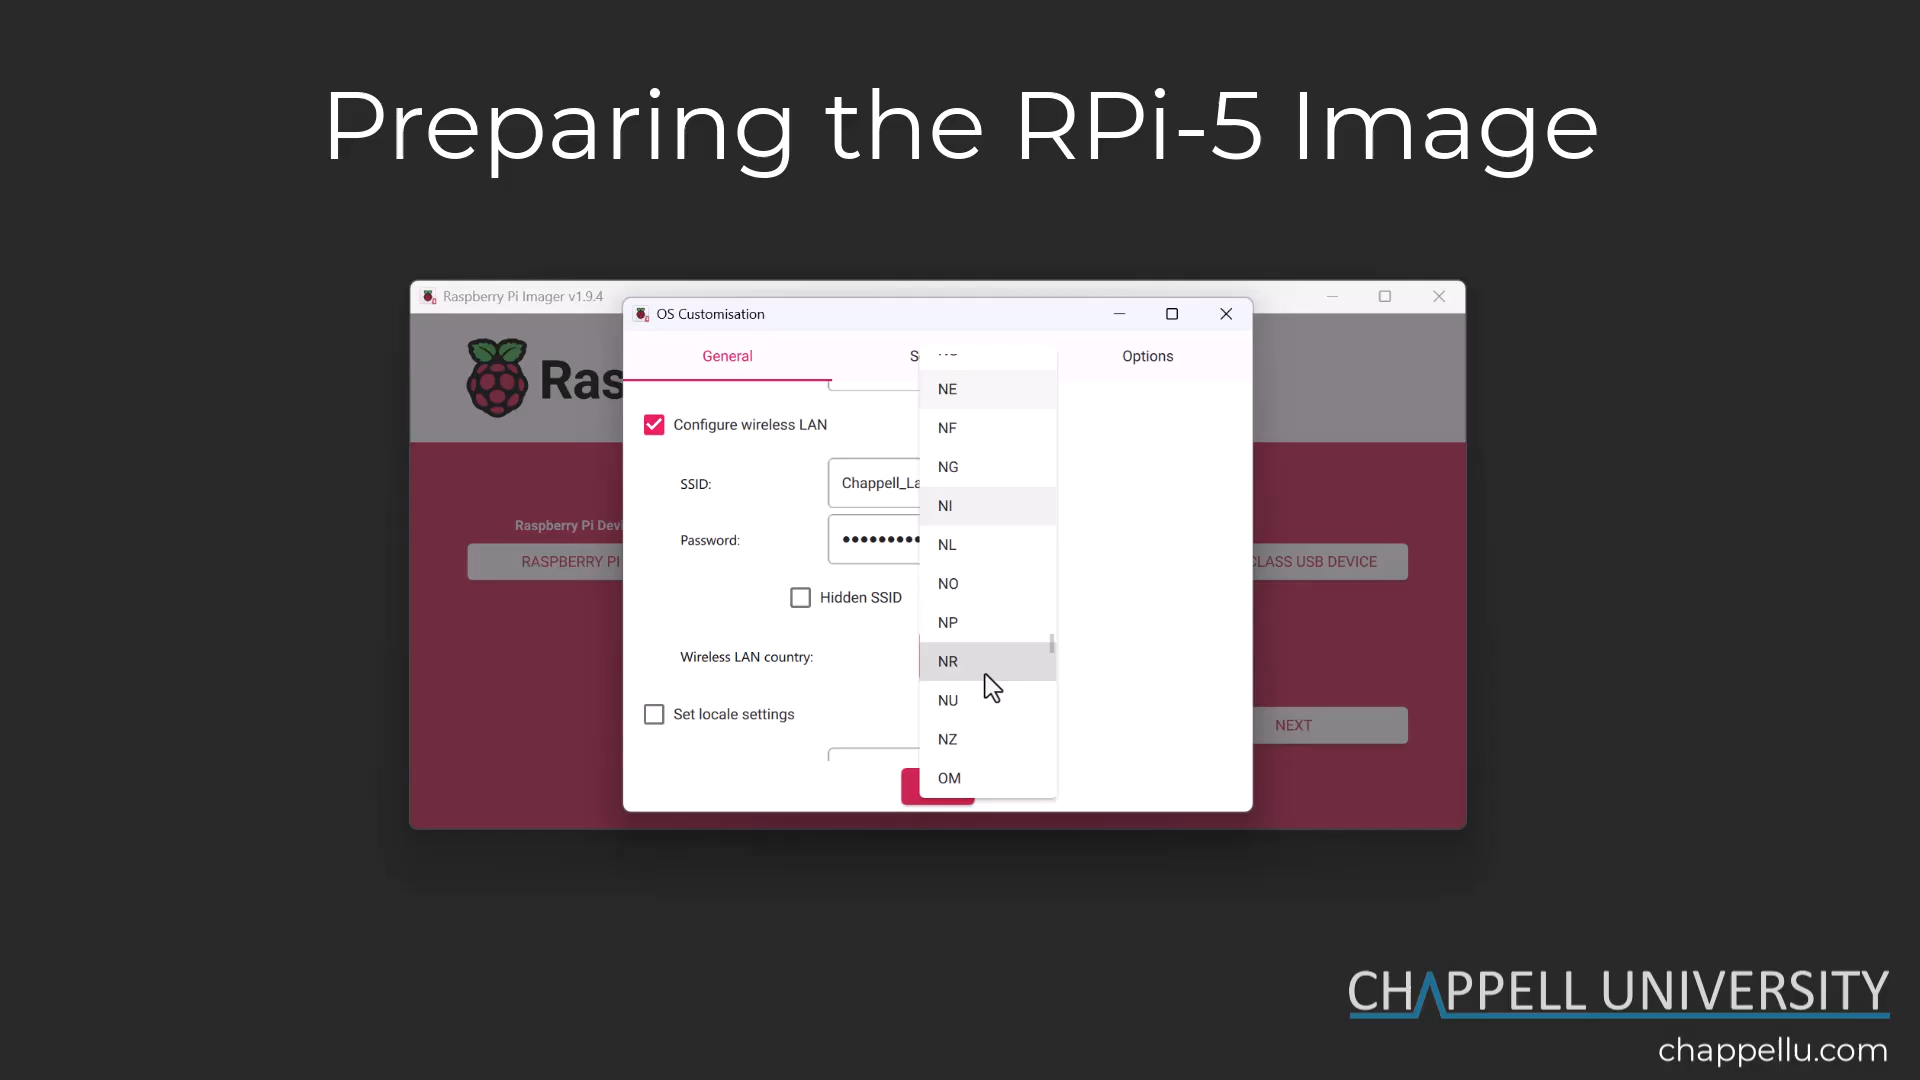 Preparing the RPi-5 Image
Raspberry Pi Imager v1.9.4
OS Customisation
General
Options
Ras
NE
Configure wireless LAN
NF
NG
SSID:
Chappell_La
NI
Raspberry Pi Devi
Password:
●●●●●●●●●
NL
RASPBERRY PI
CLASS USB DEVICE
NO
Hidden SSID
NP
Wireless LAN country:
NR
NU
Set locale settings
NEXT
NZ
OM
CHAPPELL UNIVERSITY
chappellu.com